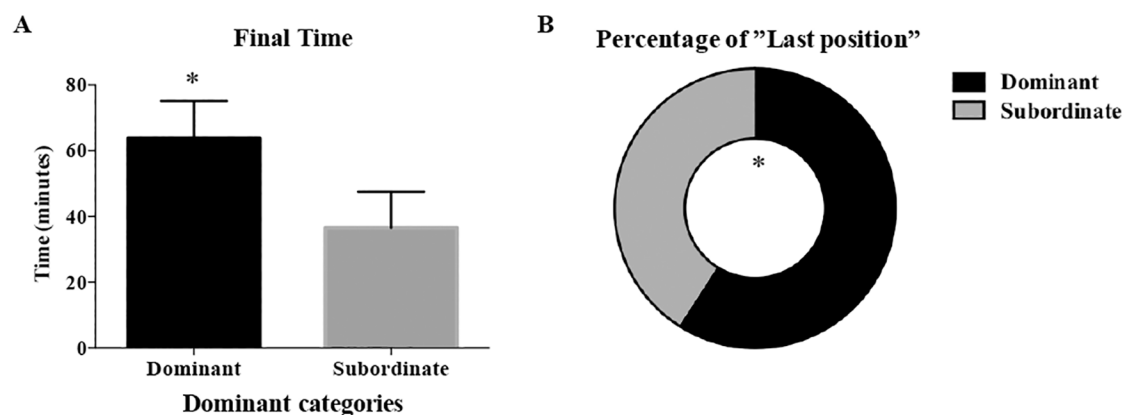 A
Final Time
*
80
60
40
20
0
Time (minutes)
Dominant
Subordinate
Dominant categories
B
Percentage of ”Last position”
*
Dominant
Subordinate